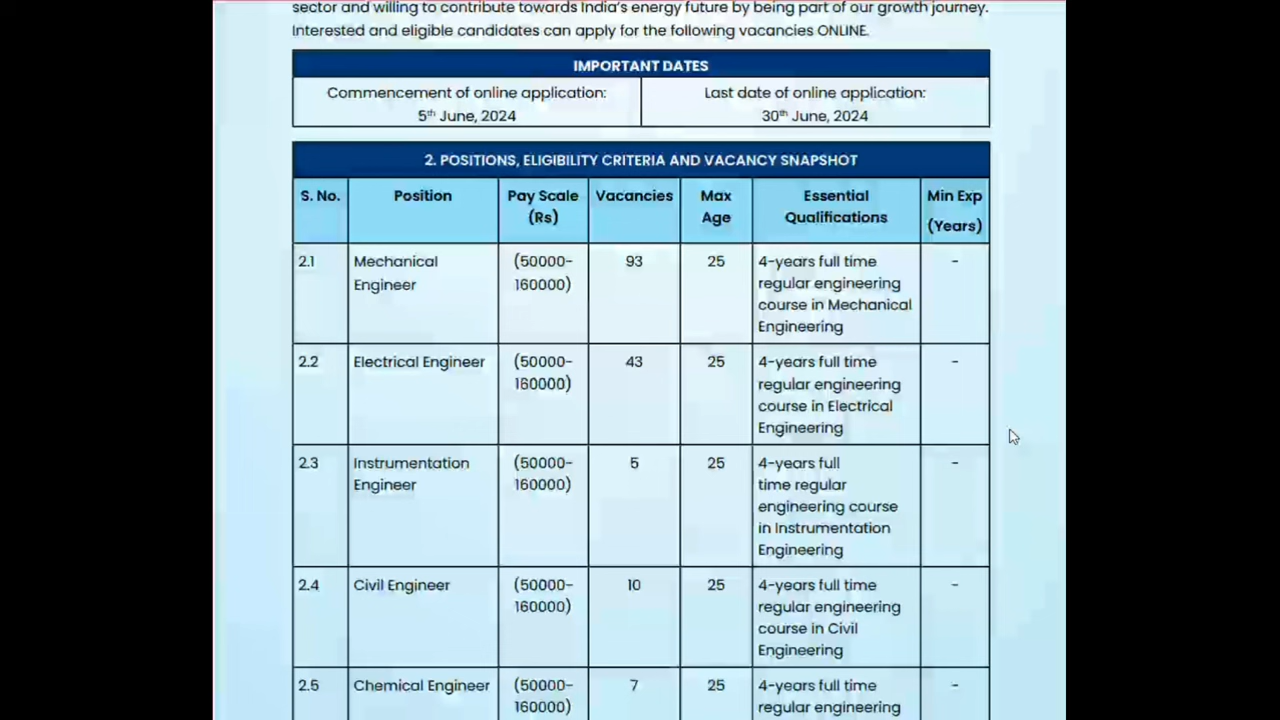 sector and willing to contribute towards India's energy future by being part of our growth journey.
Interested and eligible candidates can apply for the following vacancies ONLINE.
IMPORTANT DATES
Commencement of online application:
5th June, 2024
Last date of online application:
30th June, 2024
2. POSITIONS, ELIGIBILITY CRITERIA AND VACANCY SNAPSHOT
S. No.
Position
Pay Scale
(Rs)
Vacancies
Max
Age
Essential
Qualifications
Min Exp
(Years)
2.1
Mechanical
Engineer
(50000-
160000)
93
25
4-years full time
regular engineering
course in Mechanical
Engineering
-
2.2
Electrical Engineer
(50000-
160000)
43
25
4-years full time
regular engineering
course in Electrical
Engineering
-
2.3
Instrumentation
Engineer
(50000-
160000)
5
25
4-years full
time regular
engineering course
in Instrumentation
Engineering
-
2.4
Civil Engineer
(50000-
160000)
10
25
4-years full time
regular engineering
course in Civil
Engineering
-
2.5
Chemical Engineer
(50000-
160000)
7
25
4-years full time
regular engineering
-